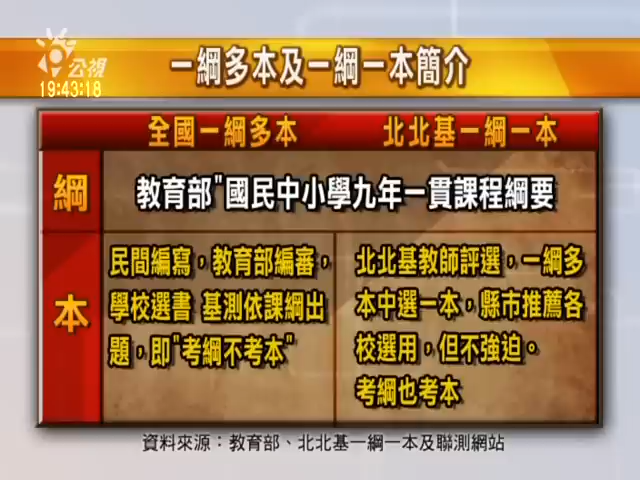 公視
19:43:18
一綱多本及一綱一本簡介
全國一綱多本
北北基一綱一本
綱
教育部"國民中小學九年一貫課程綱要
本
民間編寫，教育部編審，
學校選書 基測依課綱出
題，即"考綱不考本"
北北基教師評選，一綱多
本中選一本，縣市推薦各
校選用，但不強迫。
考綱也考本
資料來源：教育部、北北基一綱一本及聯測網站